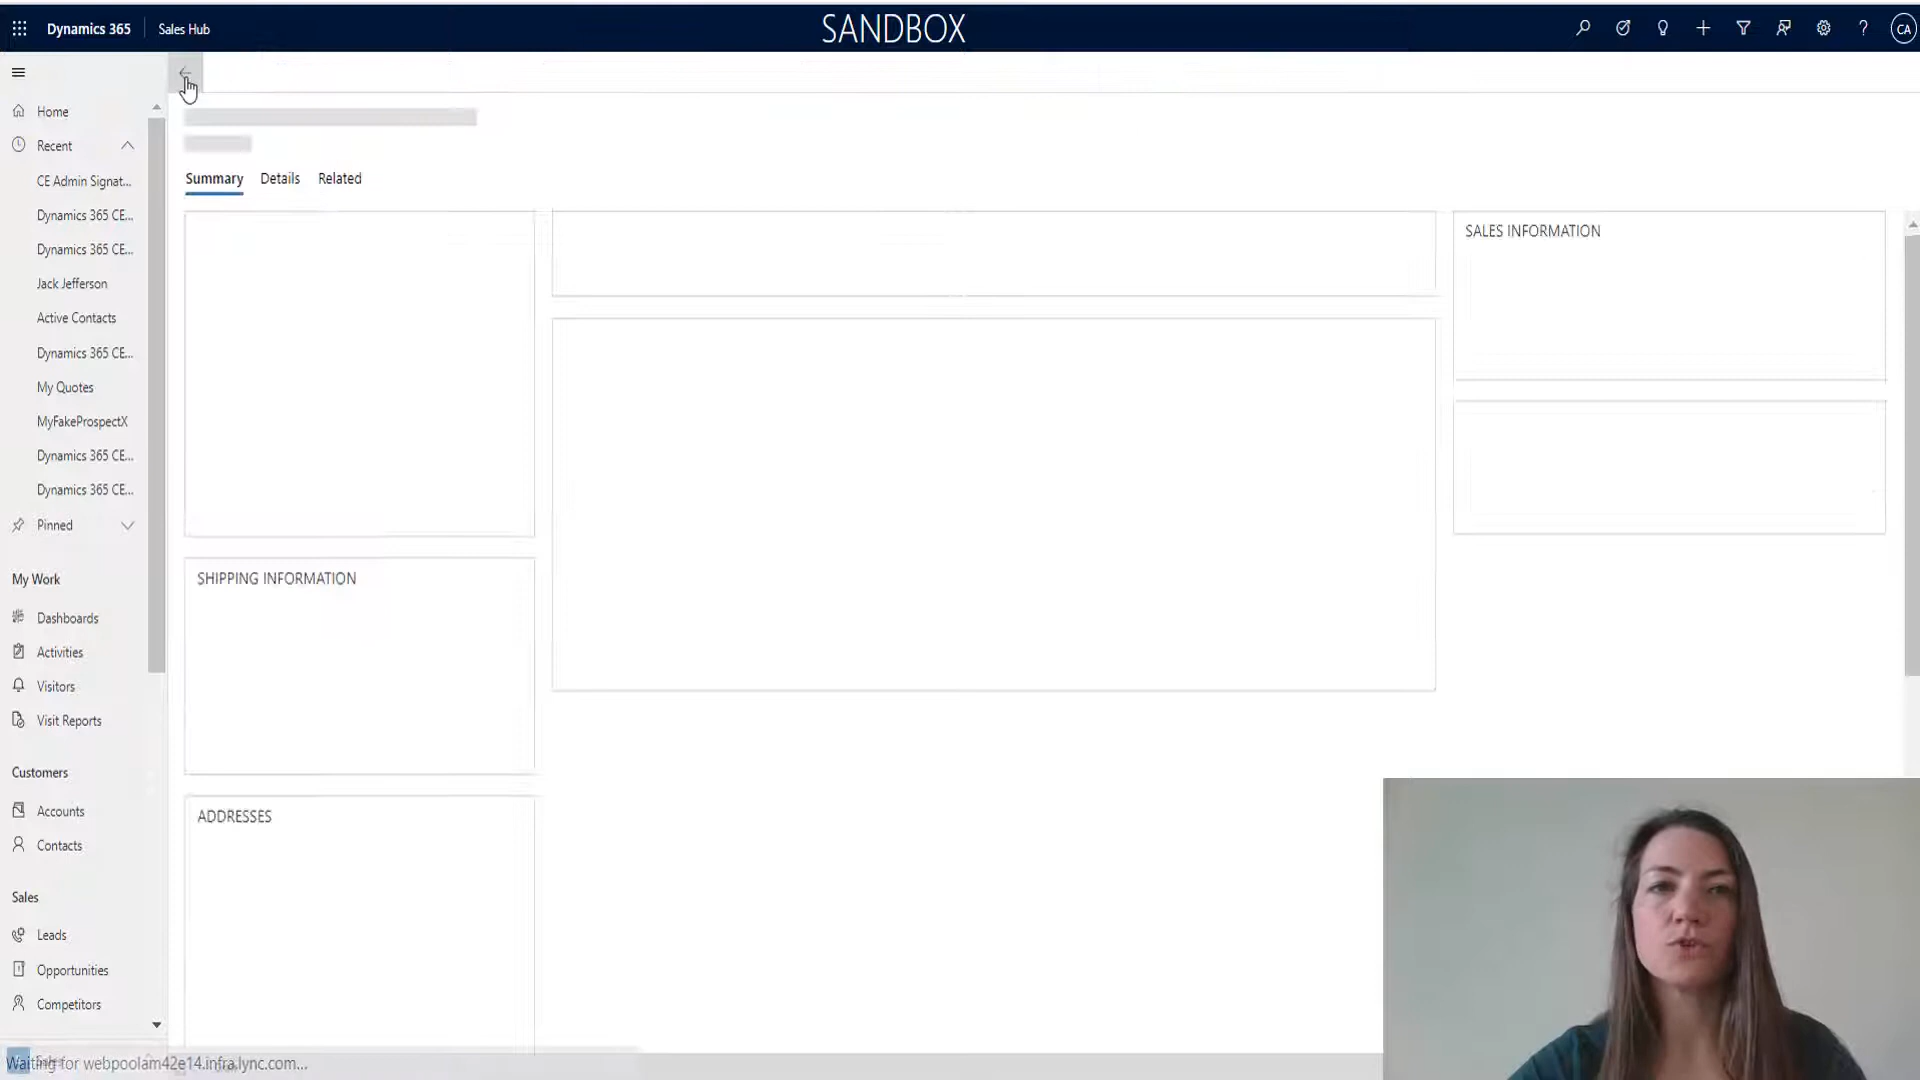 Dynamics 365
Sales Hub
SANDBOX
CA
Home
Recent
CE Admin Signat...
Dynamics 365 CE...
Dynamics 365 CE...
Jack Jefferson
Active Contacts
Dynamics 365 CE...
My Quotes
MyFakeProspectX
Dynamics 365 CE...
Dynamics 365 CE...
Pinned
My Work
Dashboards
Activities
Visitors
Visit Reports
Customers
Accounts
Contacts
Sales
Leads
Opportunities
Competitors
Summary
Details
Related
SHIPPING INFORMATION
ADDRESSES
SALES INFORMATION
Waiting for webpoolam42e14.infra.lync.com...